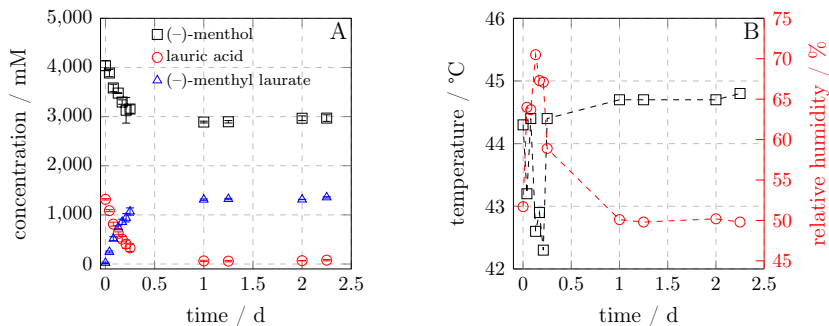 A
(−)-menthol
lauric acid
(−)-menthyl laurate
concentration / mM
5,000
4,000
3,000
2,000
1,000
0
0 0.5 1 1.5 2 2.5
time / d
B
temperature / °C
46
45
44
43
42
0 0.5 1 1.5 2 2.5
time / d
75
70
65
60
55
50
45
relative humidity / %